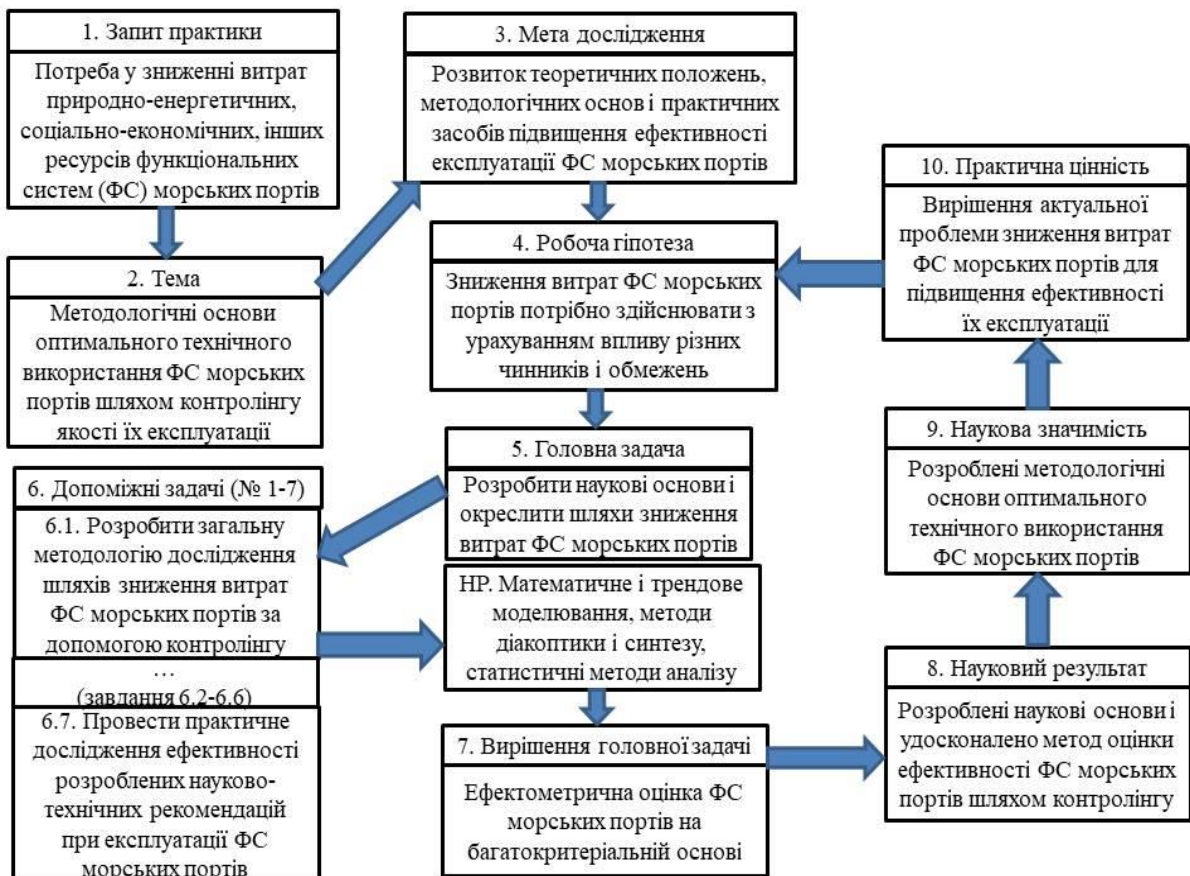 1. Запит практики
Потреба у зниженні витрат
природно-енергетичних,
соціально-економічних, інших
ресурсів функціональних
систем (ФС) морських портів
2. Тема
Методологічні основи
оптимального технічного
використання ФС морських
портів шляхом контролінгу
якості їх експлуатації
3. Мета дослідження
Розвиток теоретичних положень,
методологічних основ і практичних
засобів підвищення ефективності
експлуатації ФС морських портів
4. Робоча гіпотеза
Зниження витрат ФС морських
портів потрібно здійснювати з
урахуванням впливу різних
чинників і обмежень
5. Головна задача
Розробити наукові основи і
окреслити шляхи зниження
витрат ФС морських портів
6. Допоміжні задачі (№ 1-7)
6.1. Розробити загальну
методологію дослідження
шляхів зниження витрат
ФС морських портів за
допомогою контролінгу
…
(завдання 6.2-6.6)
6.7. Провести практичне
дослідження ефективності
розроблених науково-
технічних рекомендацій
при експлуатації ФС
морських портів
НР. Математичне і трендове
моделювання, методи
діакоптики і синтезу,
статистичні методи аналізу
7. Вирішення головної задачі
Ефектометрична оцінка ФС
морських портів на
багатокритеріальній основі
8. Науковий результат
Розроблені наукові основи і
удосконалено метод оцінки
ефективності ФС морських
портів шляхом контролінгу
9. Наукова значимість
Розроблені методологічні
основи оптимального
технічного використання
ФС морських портів
10. Практична цінність
Вирішення актуальної
проблеми зниження витрат
ФС морських портів для
підвищення ефективності
їх експлуатації